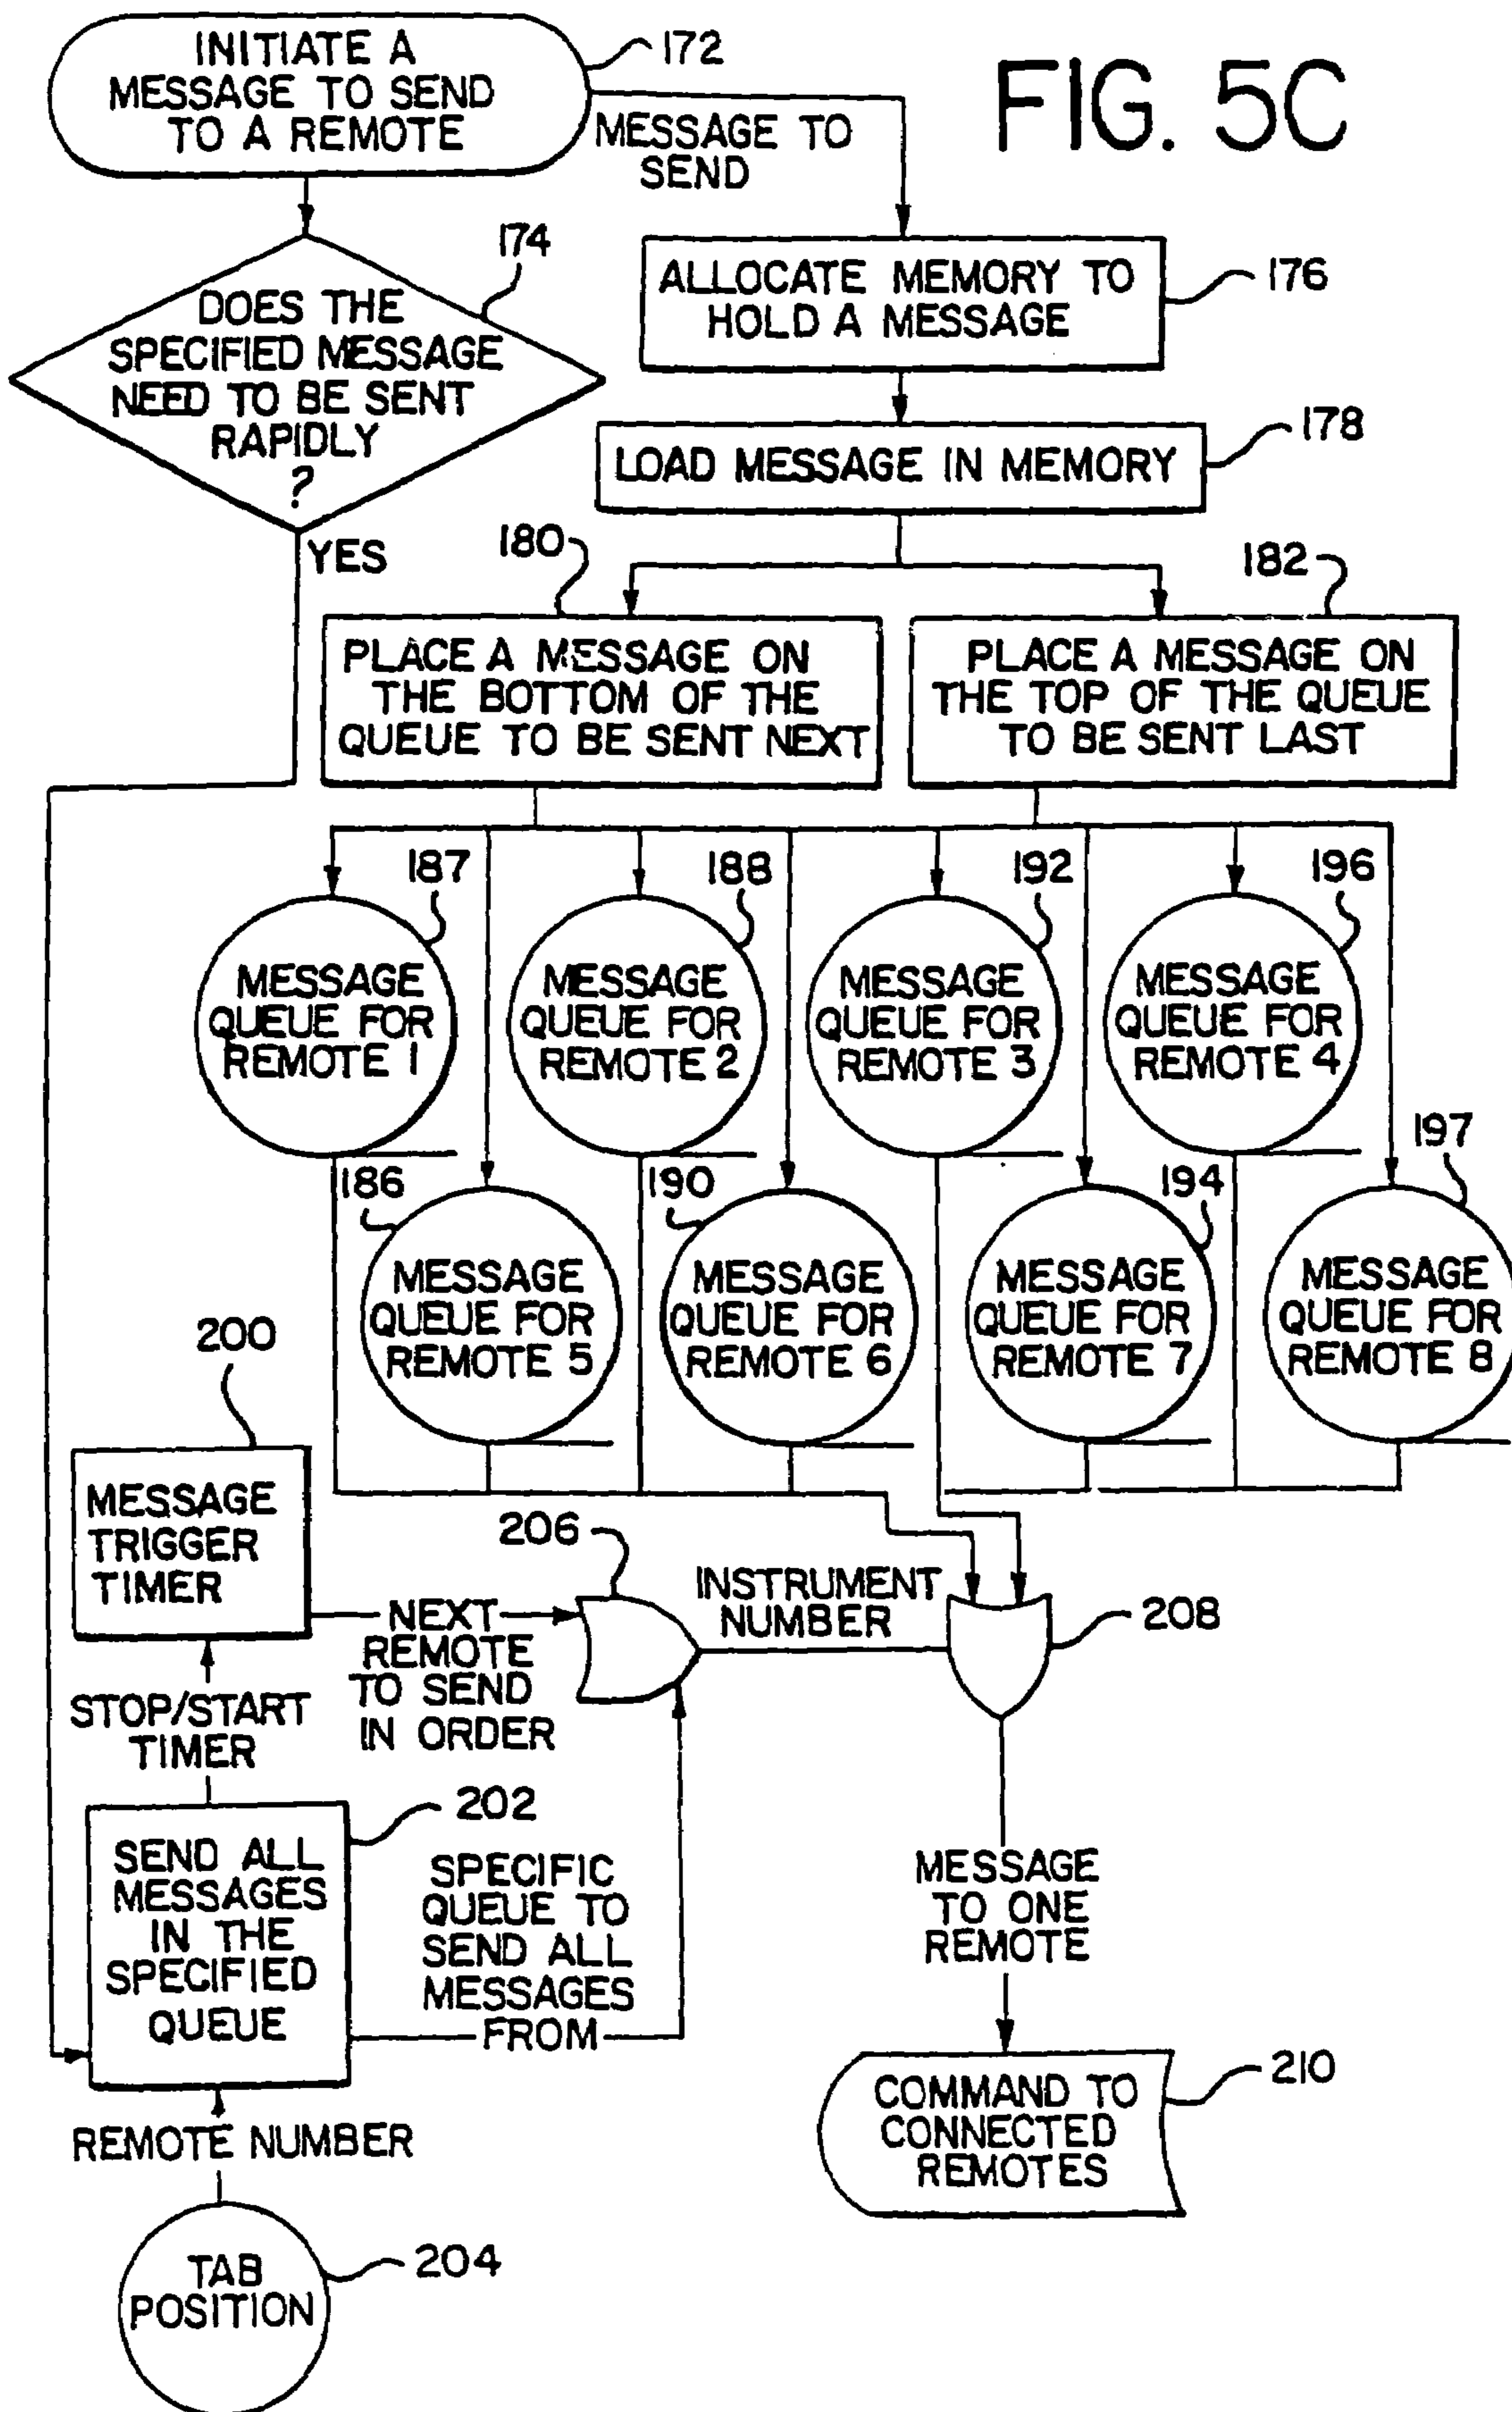 FIG. 5C
INITIATE A
MESSAGE TO SEND
TO A REMOTE
172
MESSAGE TO
SEND
174
DOES THE
SPECIFIED MESSAGE
NEED TO BE SENT
RAPIDLY
?
YES
ALLOCATE MEMORY TO
HOLD A MESSAGE
176
LOAD MESSAGE IN MEMORY
178
180
PLACE A MESSAGE ON
THE BOTTOM OF THE
QUEUE TO BE SENT NEXT
182
PLACE A MESSAGE ON
THE TOP OF THE QUEUE
TO BE SENT LAST
187
MESSAGE
QUEUE FOR
REMOTE 1
188
MESSAGE
QUEUE FOR
REMOTE 2
192
MESSAGE
QUEUE FOR
REMOTE 3
196
MESSAGE
QUEUE FOR
REMOTE 4
186
MESSAGE
QUEUE FOR
REMOTE 5
190
MESSAGE
QUEUE FOR
REMOTE 6
194
MESSAGE
QUEUE FOR
REMOTE 7
197
MESSAGE
QUEUE FOR
REMOTE 8
200
MESSAGE
TRIGGER
TIMER
NEXT
REMOTE
TO SEND
IN ORDER
206
INSTRUMENT
NUMBER
208
STOP/START
TIMER
202
SEND ALL
MESSAGES
IN THE
SPECIFIED
QUEUE
SPECIFIC
QUEUE TO
SEND ALL
MESSAGES
FROM
MESSAGE
TO ONE
REMOTE
COMMAND TO
CONNECTED
REMOTES
210
REMOTE NUMBER
TAB
POSITION
204